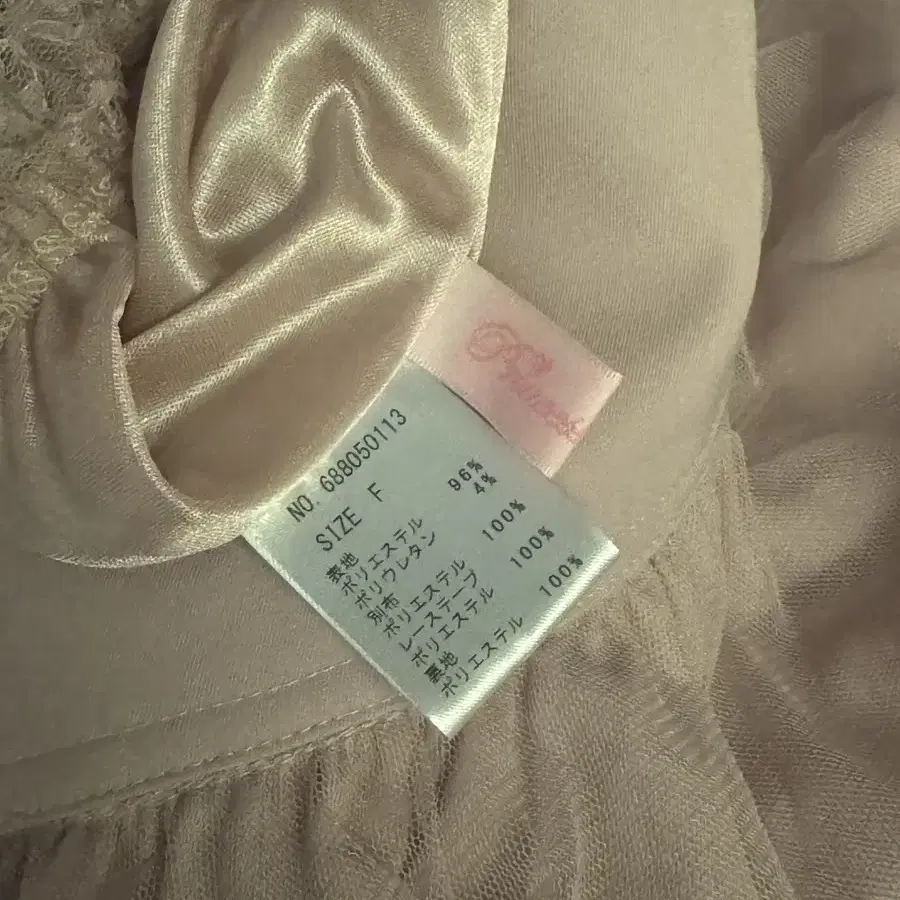 NO. 688050113
SIZE F
表地
ポリエステル 96%
ポリウレタン 4%
別布
ポリエステル 100%
レーステープ
ポリエステル 100%
裏地
ポリエステル 100%